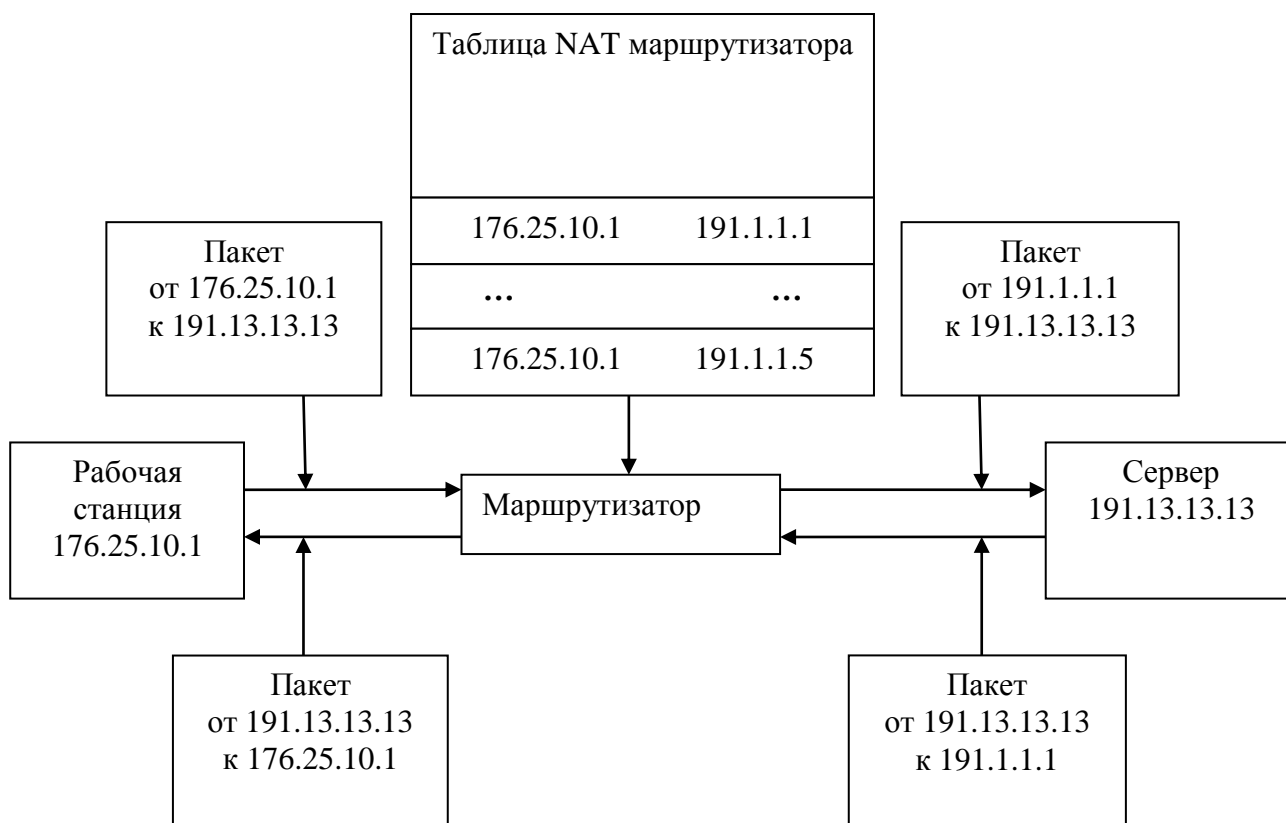 Таблица NAT маршрутизатора
176.25.10.1 191.1.1.1
... ...
176.25.10.1 191.1.1.5
Пакет
от 176.25.10.1
к 191.13.13.13
Пакет
от 191.1.1.1
к 191.13.13.13
Рабочая
станция
176.25.10.1
Маршрутизатор
Сервер
191.13.13.13
Пакет
от 191.13.13.13
к 176.25.10.1
Пакет
от 191.13.13.13
к 191.1.1.1